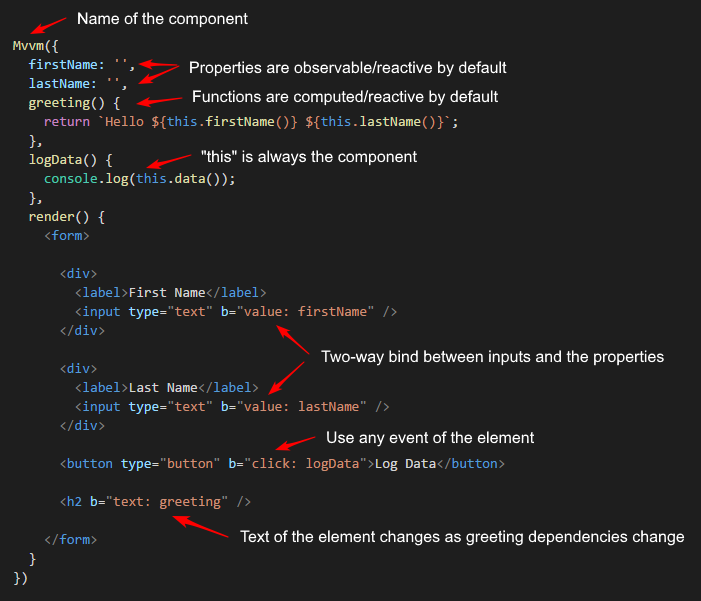 Name of the component
Mvvm({
firstName: '',
Properties are observable/reactive by default
lastName: '',
Functions are computed/reactive by default
greeting() {
return `Hello ${this.firstName()} ${this.lastName()}`;
},
"this" is always the component
logData() {
console.log(this.data());
},
render() {
<form>
<div>
<label>First Name</label>
<input type="text" b="value: firstName" />
</div>
Two-way bind between inputs and the properties
<div>
<label>Last Name</label>
<input type="text" b="value: lastName" />
</div>
Use any event of the element
<button type="button" b="click: logData">Log Data</button>
<h2 b="text: greeting" />
Text of the element changes as greeting dependencies change
</form>
}
})